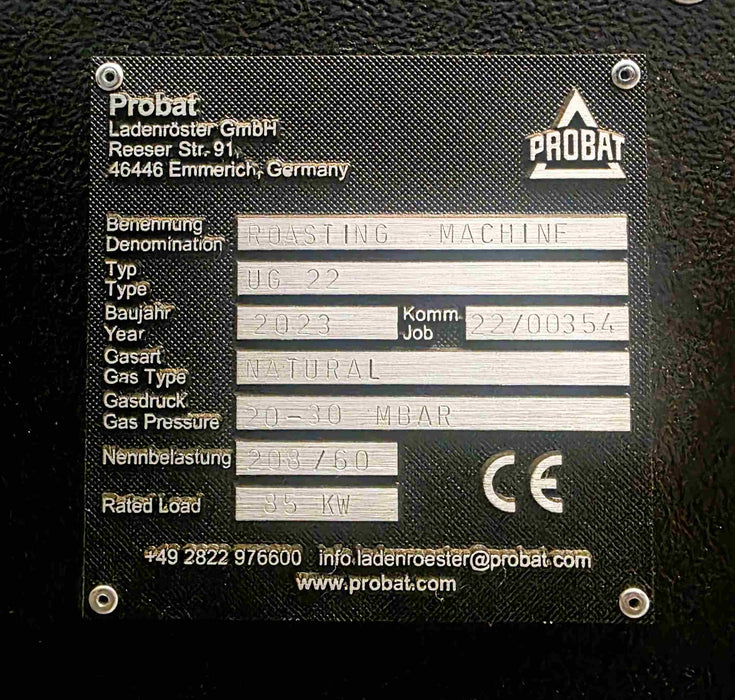 Probat
Ladenröster GmbH
Reeser Str. 91,
46446 Emmerich, Germany
PROBAT
Benennung
Denomination
ROASTING MACHINE
Typ
Type
UG 22
Baujahr
Year
2023
Komm
Job
22/00354
Gasart
Gas Type
NATURAL
Gasdruck
Gas Pressure
20-30 MBAR
Nennbelastung
208/60
Rated Load
85 KW
CE
+49 2822 976600 info.ladenroester@probat.com
www.probat.com